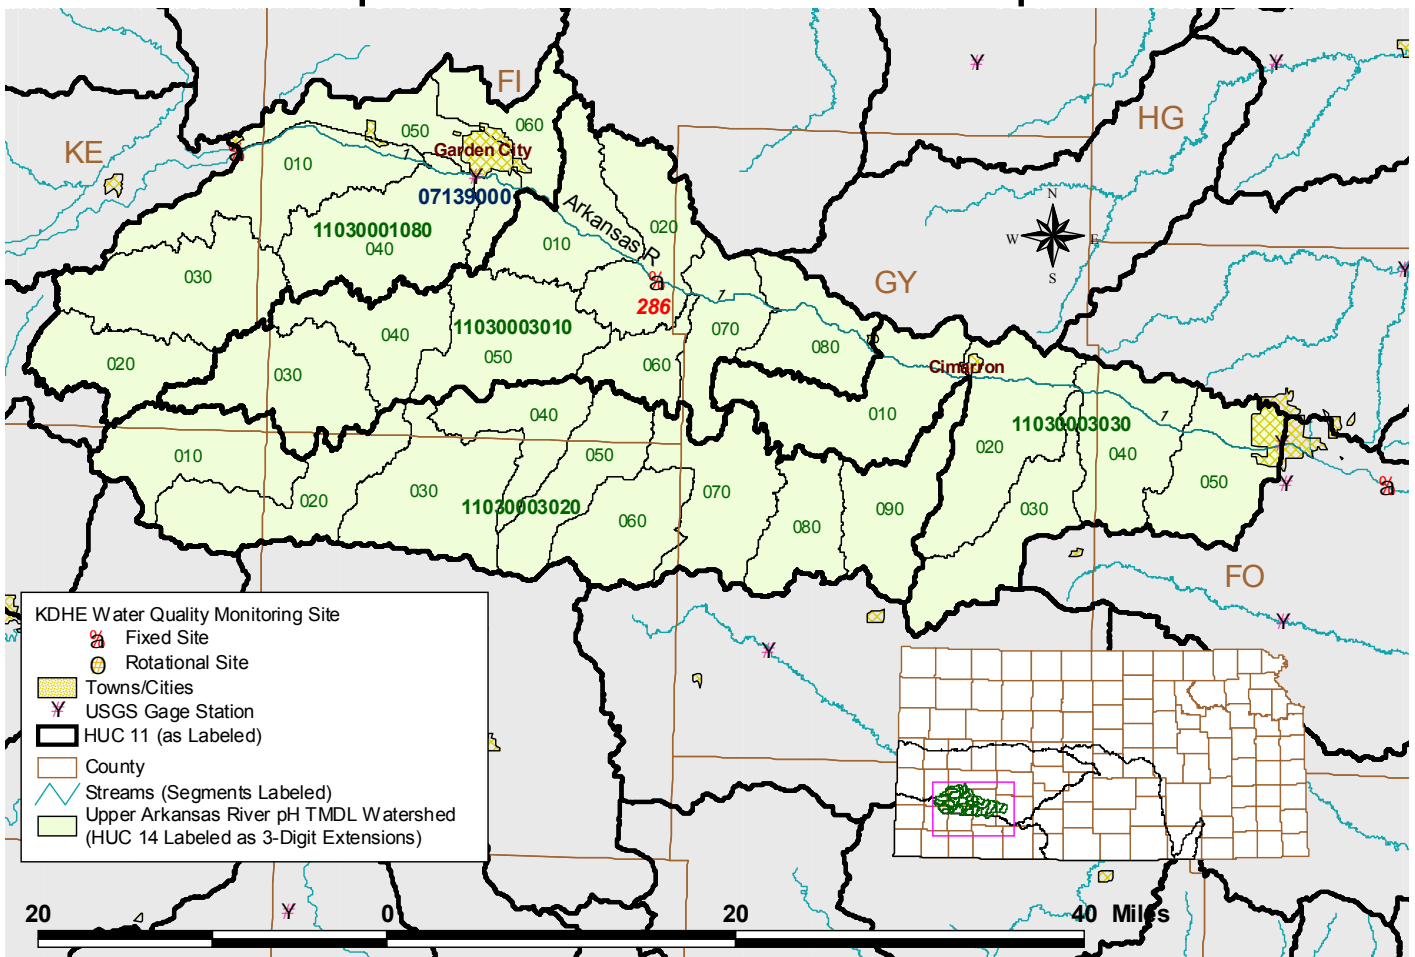 FI
HG
KE
050
060
Garden City
010
07139000
Arkansas R
1
020
11030001080
040
010
N
W
E
S
030
GY
286
1
11030003010
040
070
080
020
030
050
060
Cimarron
010
040
11030003030
1
020
040
010
050
050
020
030
11030003020
070
090
030
060
080
FO
KDHE Water Quality Monitoring Site
Fixed Site
Rotational Site
Towns/Cities
USGS Gage Station
HUC 11 (as Labeled)
County
Streams (Segments Labeled)
Upper Arkansas River pH TMDL Watershed
(HUC 14 Labeled as 3-Digit Extensions)
20 0 20 40 Miles